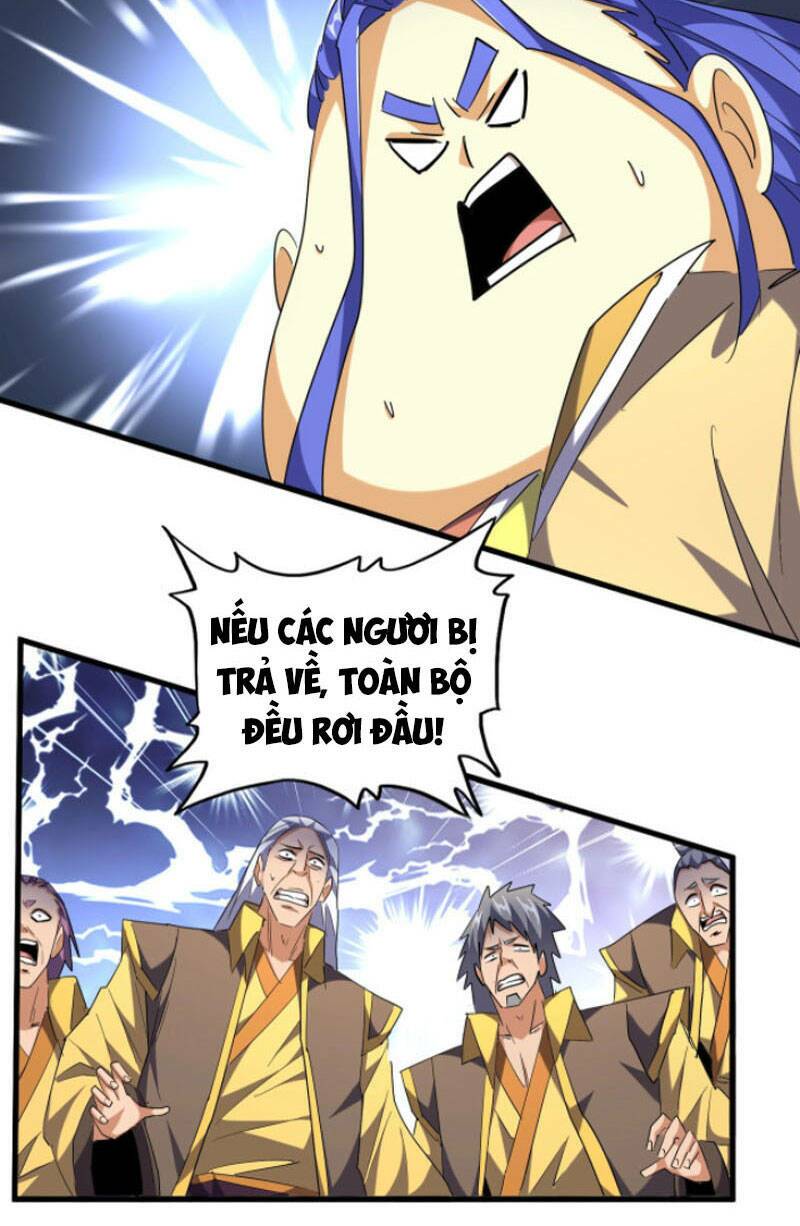 NẾU CÁC NGƯƠI BỊ
TRẢ VỀ, TOÀN BỘ
ĐỀU RƠI ĐẦU!